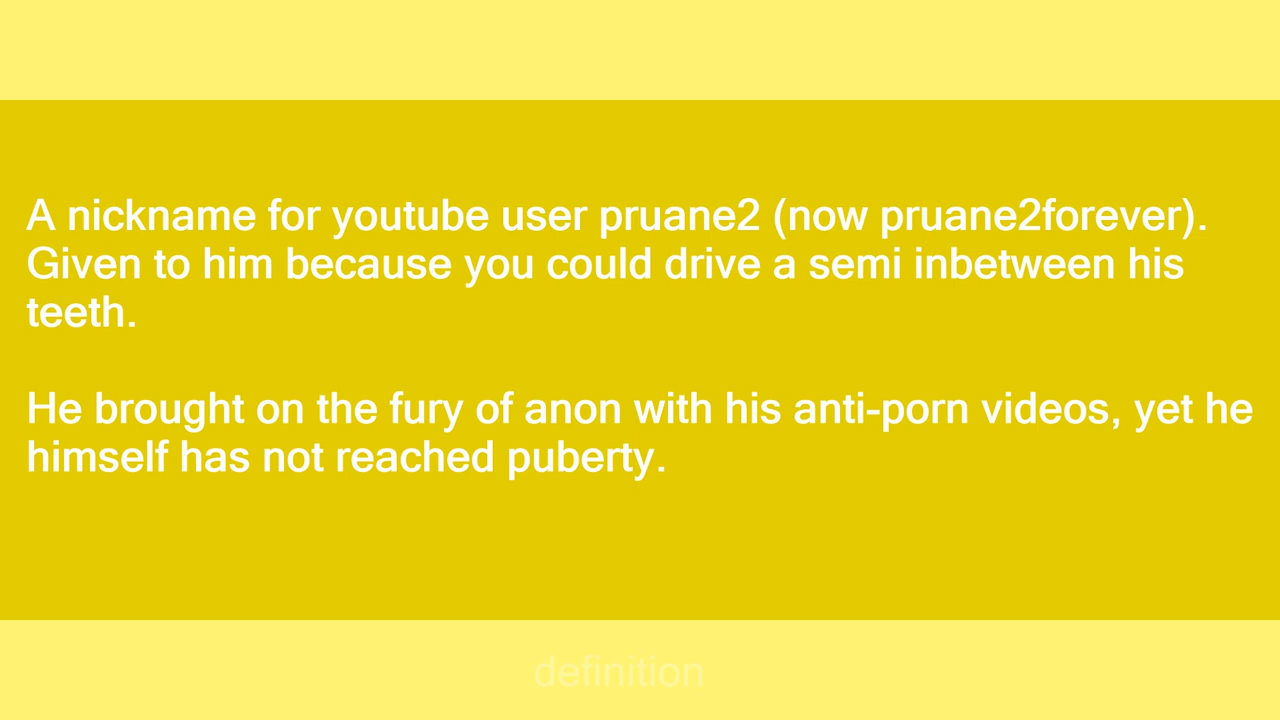 A nickname for youtube user pruane2 (now pruane2forever).
Given to him because you could drive a semi inbetween his
teeth.
He brought on the fury of anon with his anti-porn videos, yet he
himself has not reached puberty.
definition